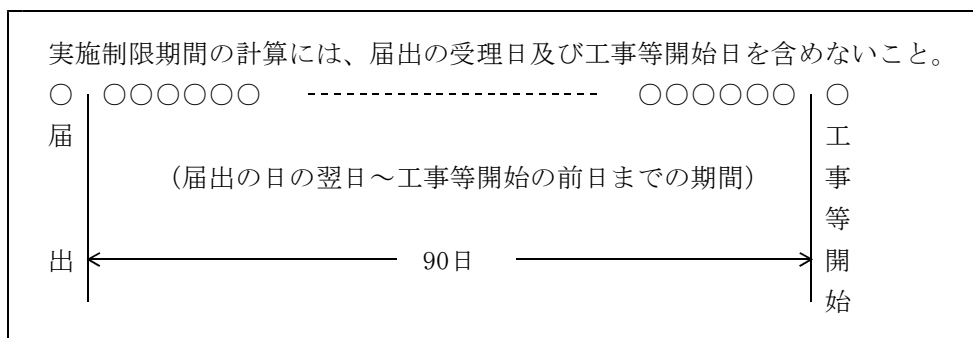 実施制限期間の計算には、届出の受理日及び工事等開始日を含めないこと。
○ ○○○○○○ ---------------------- ○○○○○○ ○
届出
(届出の日の翌日～工事等開始の前日までの期間)
90日
工事等開始